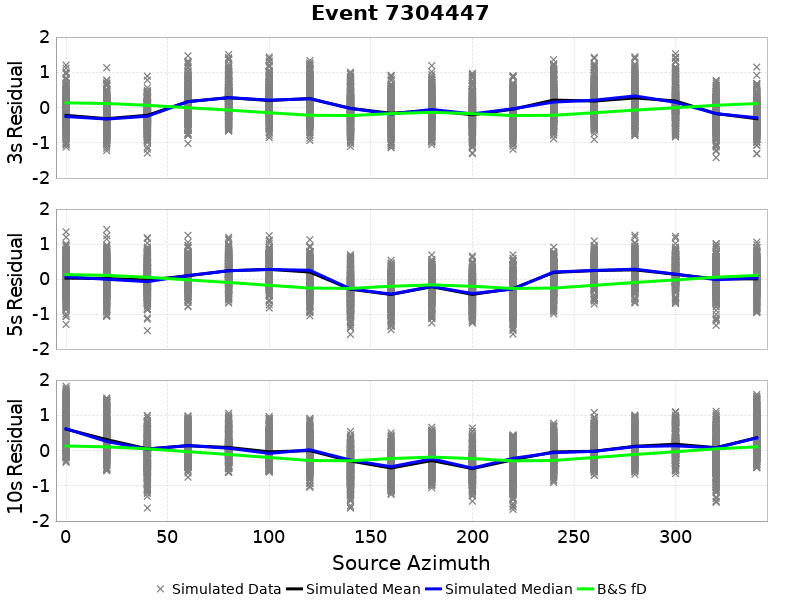 Event 7304447
3s Residual
2
1
0
-1
-2
5s Residual
2
1
0
-1
-2
10s Residual
2
1
0
-1
-2
0 50 100 150 200 250 300
Source Azimuth
Simulated Data Simulated Mean Simulated Median B&S fD